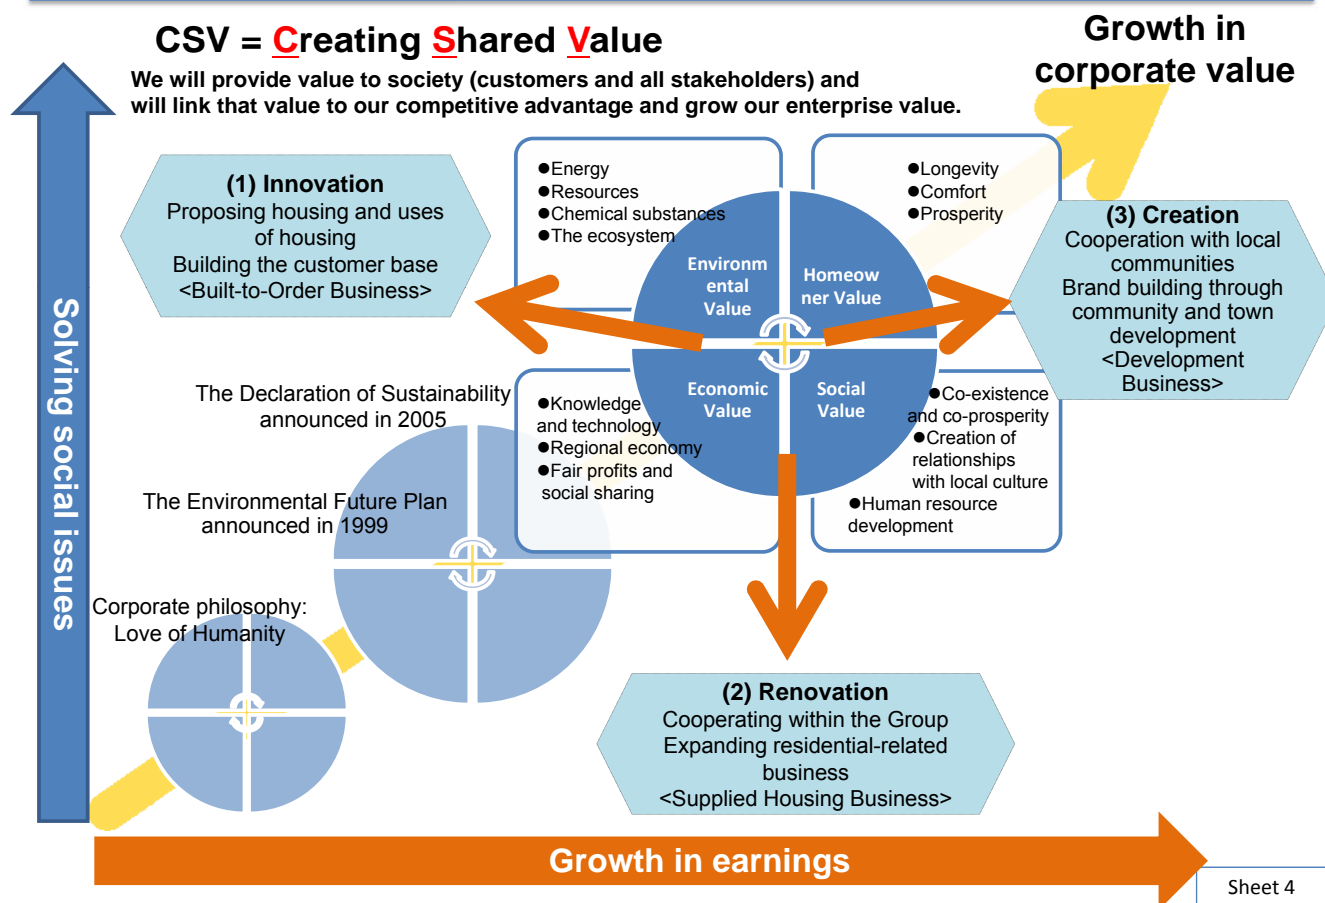 CSV = Creating Shared Value
We will provide value to society (customers and all stakeholders) and
will link that value to our competitive advantage and grow our enterprise value.
Growth in
corporate value
Solving social issues
(1) Innovation
Proposing housing and uses
of housing
Building the customer base
<Built-to-Order Business>
●Energy
●Resources
●Chemical substances
●The ecosystem
●Longevity
●Comfort
●Prosperity
(3) Creation
Cooperation with local
communities
Brand building through
community and town
development
<Development
Business>
Environm
ental
Value
Homeow
ner Value
Economic
Value
Social
Value
The Declaration of Sustainability
announced in 2005
●Knowledge
and technology
●Regional economy
●Fair profits and
social sharing
●Co-existence
and co-prosperity
●Creation of
relationships
with local culture
●Human resource
development
The Environmental Future Plan
announced in 1999
Corporate philosophy:
Love of Humanity
(2) Renovation
Cooperating within the Group
Expanding residential-related
business
<Supplied Housing Business>
Growth in earnings
Sheet 4